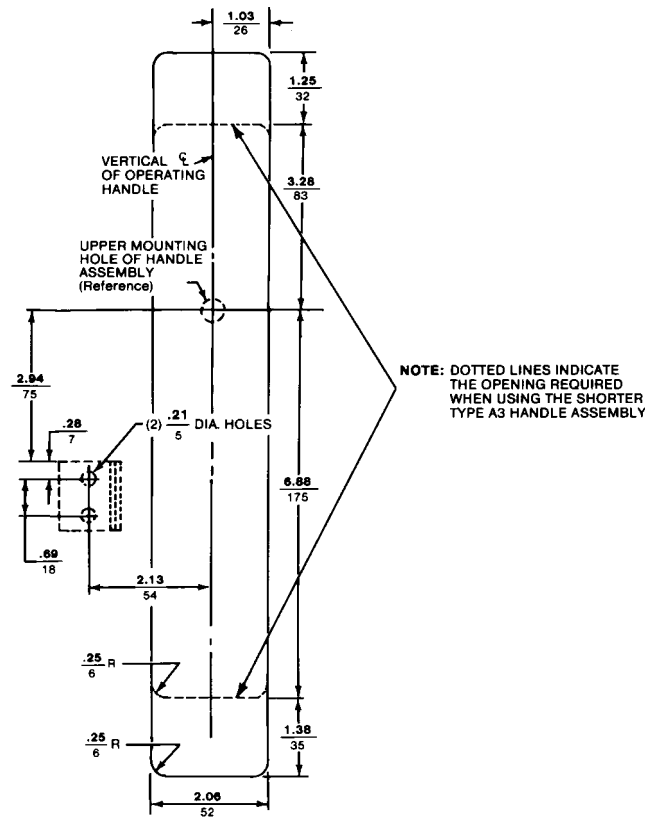 1.03
26
1.25
32
VERTICAL ℄
OF OPERATING
HANDLE
3.28
83
UPPER MOUNTING
HOLE OF HANDLE
ASSEMBLY
(Reference)
NOTE: DOTTED LINES INDICATE
THE OPENING REQUIRED
WHEN USING THE SHORTER
TYPE A3 HANDLE ASSEMBLY
2.94
75
.28
7
(2) .21
5 DIA. HOLES
6.88
175
.69
18
2.13
54
.25
6 R
.25
6 R
1.38
35
2.06
52